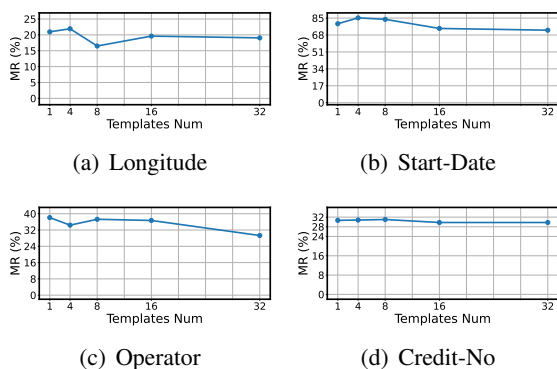 MR (%)
25
20
15
10
5
0
1 4 8 16 32
Templates Num
(a) Longitude
MR (%)
85
68
51
34
17
0
1 4 8 16 32
Templates Num
(b) Start-Date
MR (%)
40
32
24
16
8
0
1 4 8 16 32
Templates Num
(c) Operator
MR (%)
32
28
24
16
8
0
1 4 8 16 32
Templates Num
(d) Credit-No